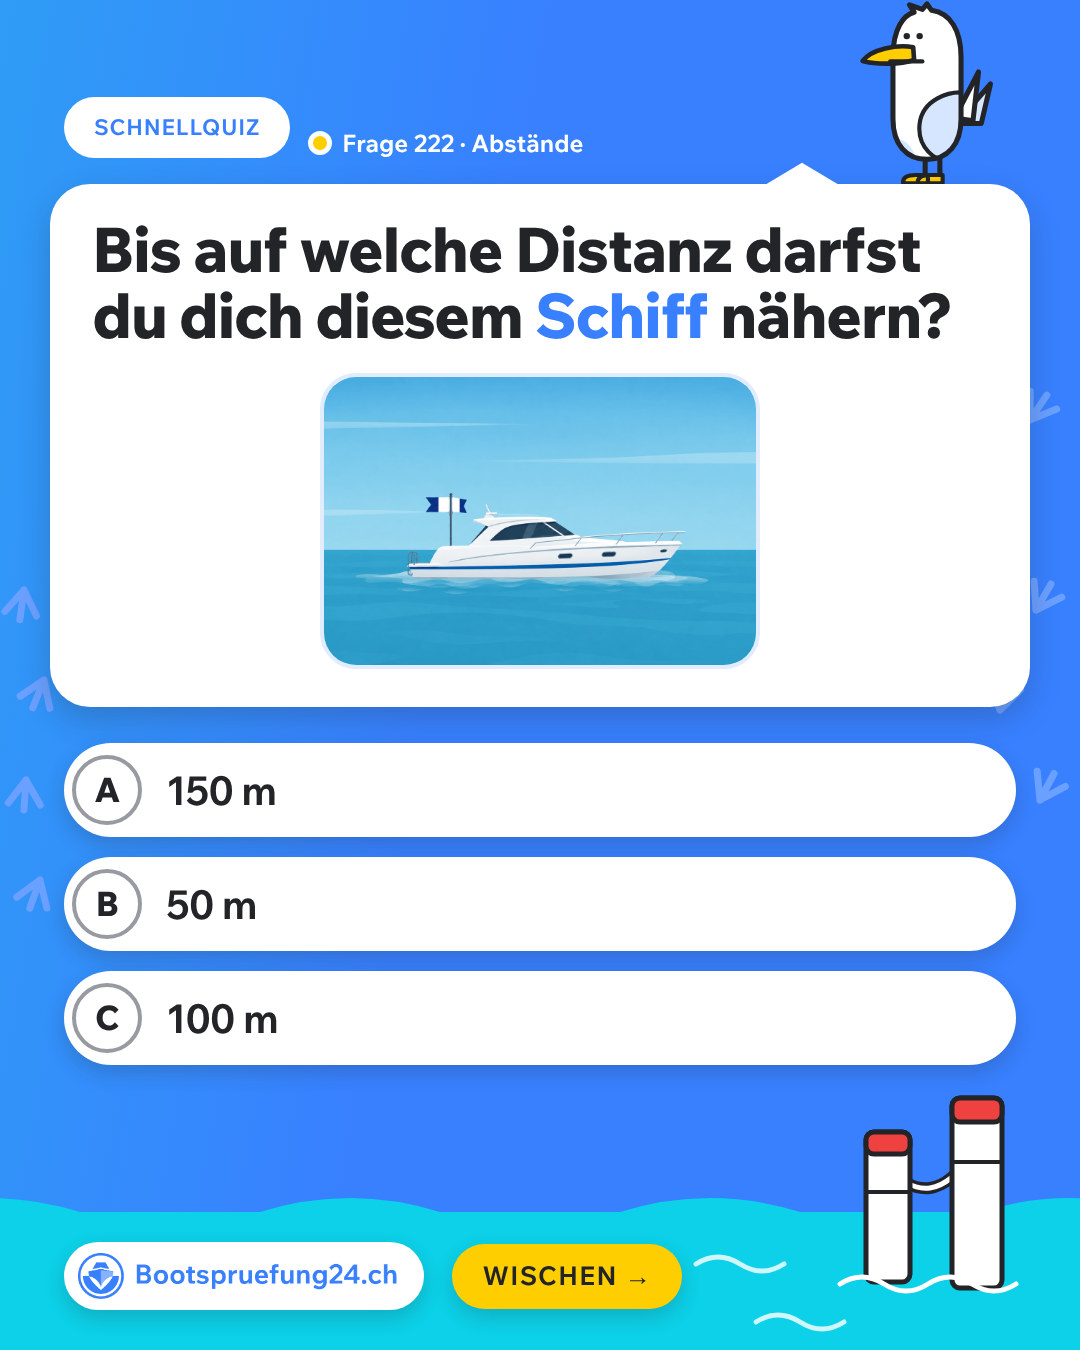 SCHNELLQUIZ
Frage 222 · Abstände
Bis auf welche Distanz darfst
du dich diesem Schiff nähern?
A 150 m
B 50 m
C 100 m
Bootspruefung24.ch
WISCHEN →